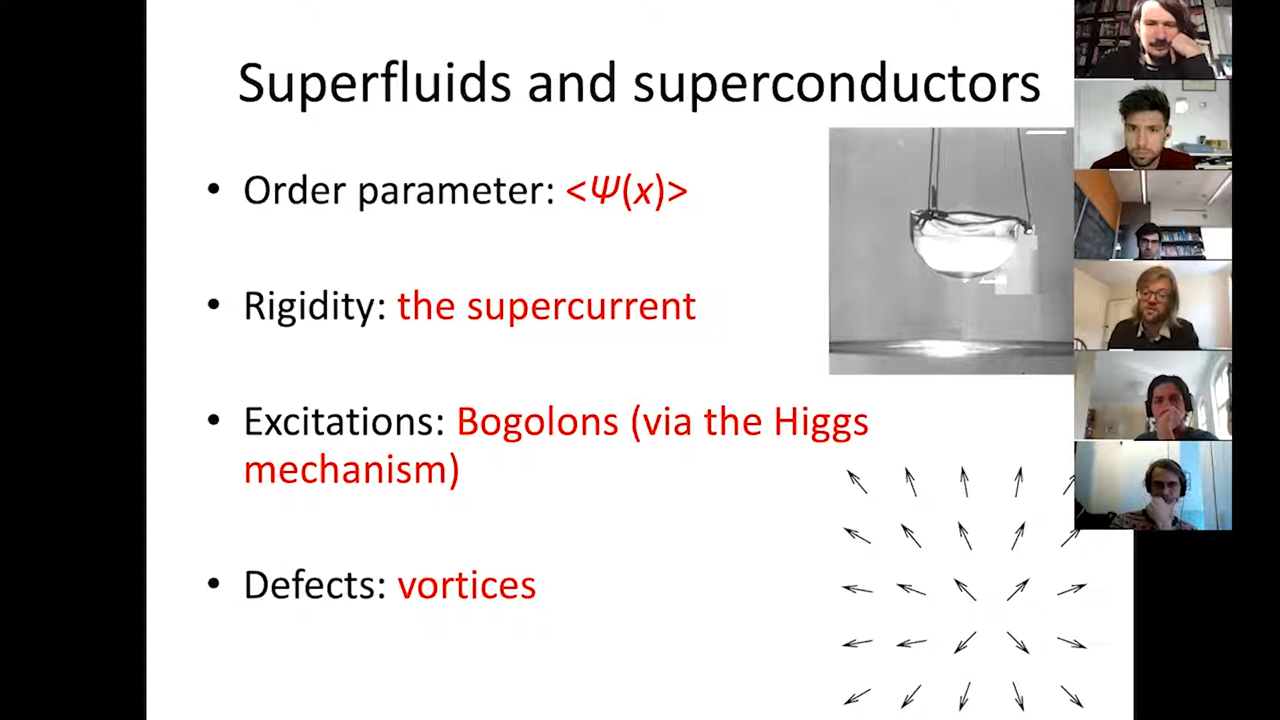 Superfluids and superconductors
• Order parameter: <Ψ(x)>
• Rigidity: the supercurrent
• Excitations: Bogolons (via the Higgs
mechanism)
• Defects: vortices